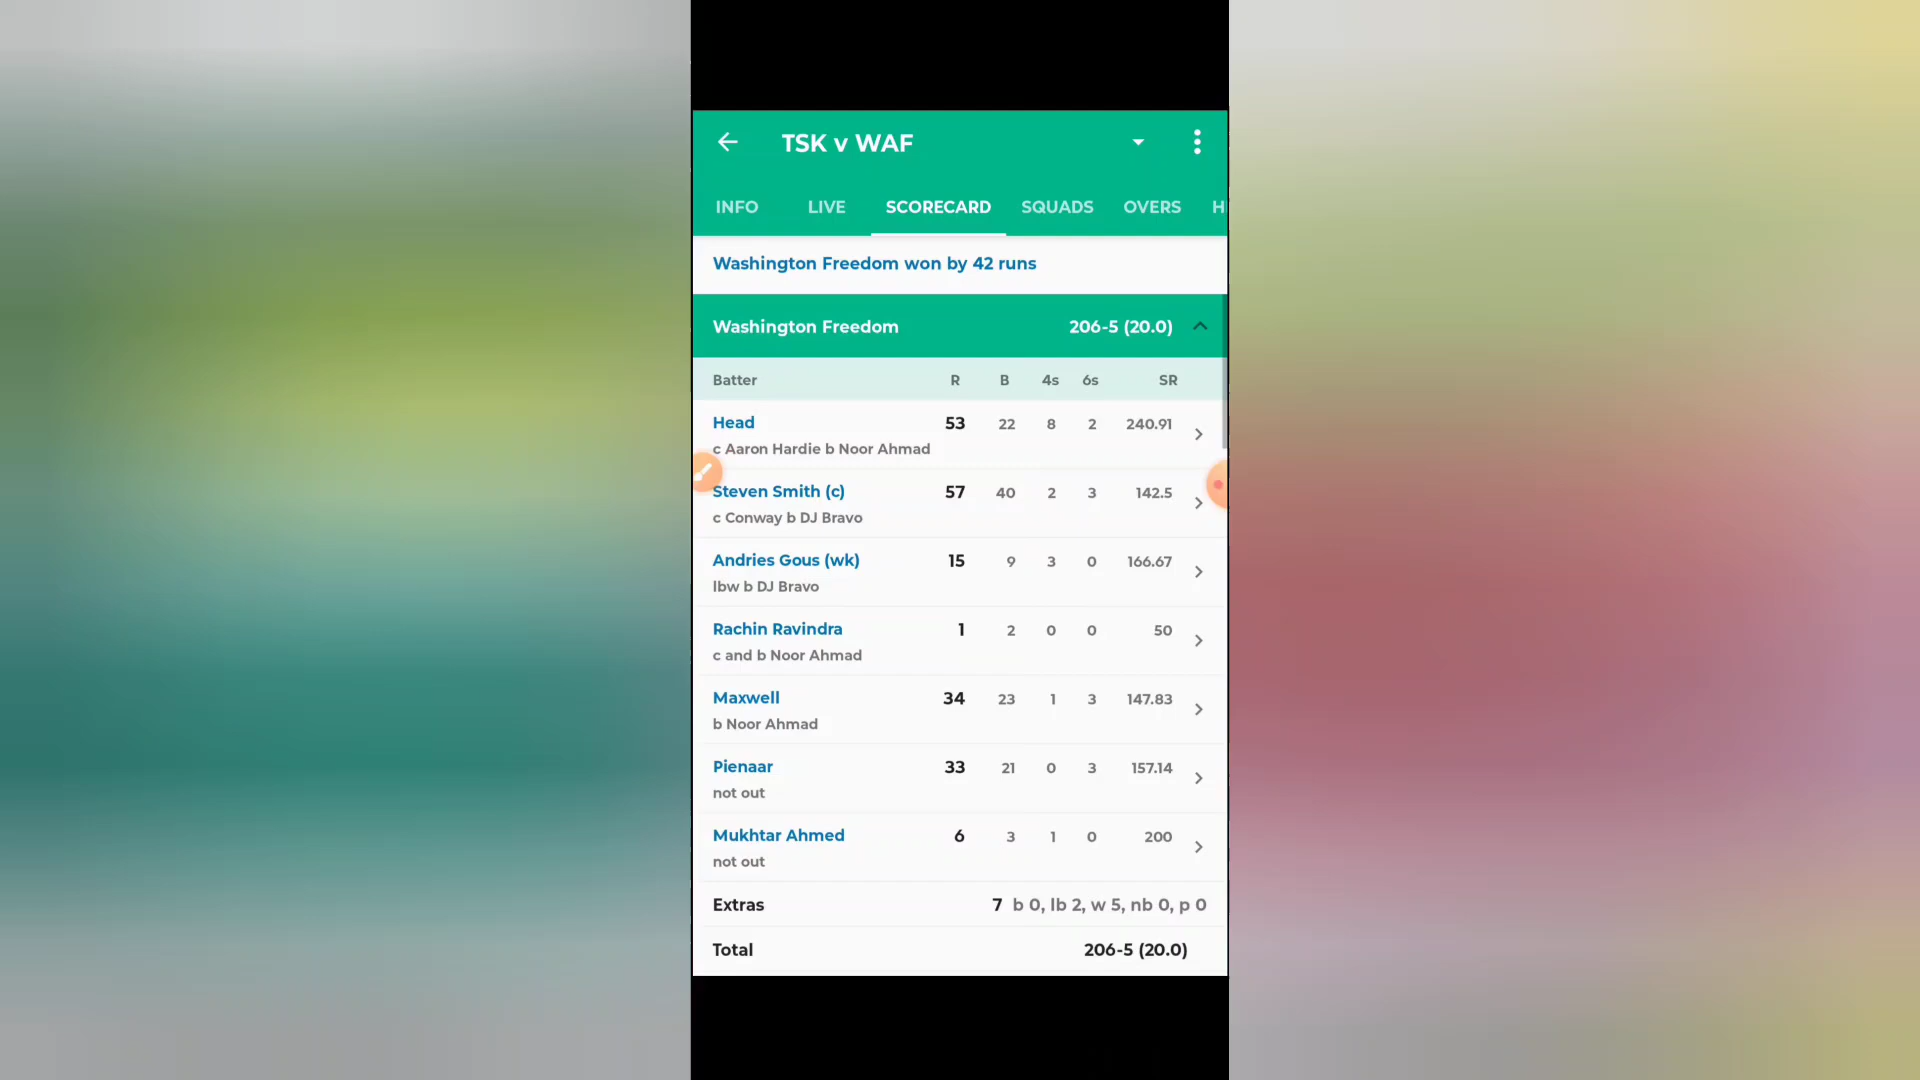 TSK v WAF
INFO LIVE SCORECARD SQUADS OVERS H
Washington Freedom won by 42 runs
Washington Freedom 206-5 (20.0)
Batter R B 4s 6s SR
Head 53 22 8 2 240.91
c Aaron Hardie b Noor Ahmad
Steven Smith (c) 57 40 2 3 142.5
c Conway b DJ Bravo
Andries Gous (wk) 15 9 3 0 166.67
lbw b DJ Bravo
Rachin Ravindra 1 2 0 0 50
c and b Noor Ahmad
Maxwell 34 23 1 3 147.83
b Noor Ahmad
Pienaar 33 21 0 3 157.14
not out
Mukhtar Ahmed 6 3 1 0 200
not out
Extras 7 b 0, lb 2, w 5, nb 0, p 0
Total 206-5 (20.0)